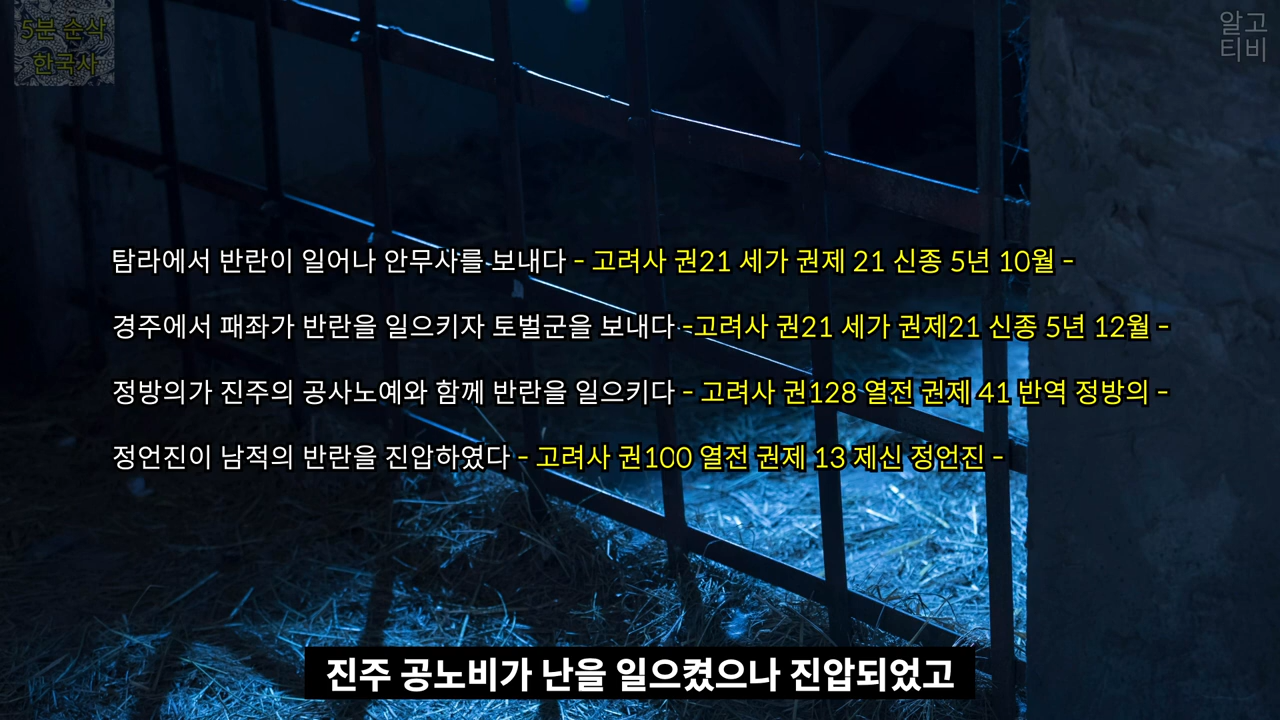 5분 순삭
한국사
알고
티비
탐라에서 반란이 일어나 안무사를 보내다 - 고려사 권21 세가 권제 21 신종 5년 10월 -
경주에서 패좌가 반란을 일으키자 토벌군을 보내다 -고려사 권21 세가 권제21 신종 5년 12월 -
정방의가 진주의 공사노예와 함께 반란을 일으키다 - 고려사 권128 열전 권제 41 반역 정방의 -
정언진이 남적의 반란을 진압하였다 - 고려사 권100 열전 권제 13 제신 정언진 -
진주 공노비가 난을 일으켰으나 진압되었고